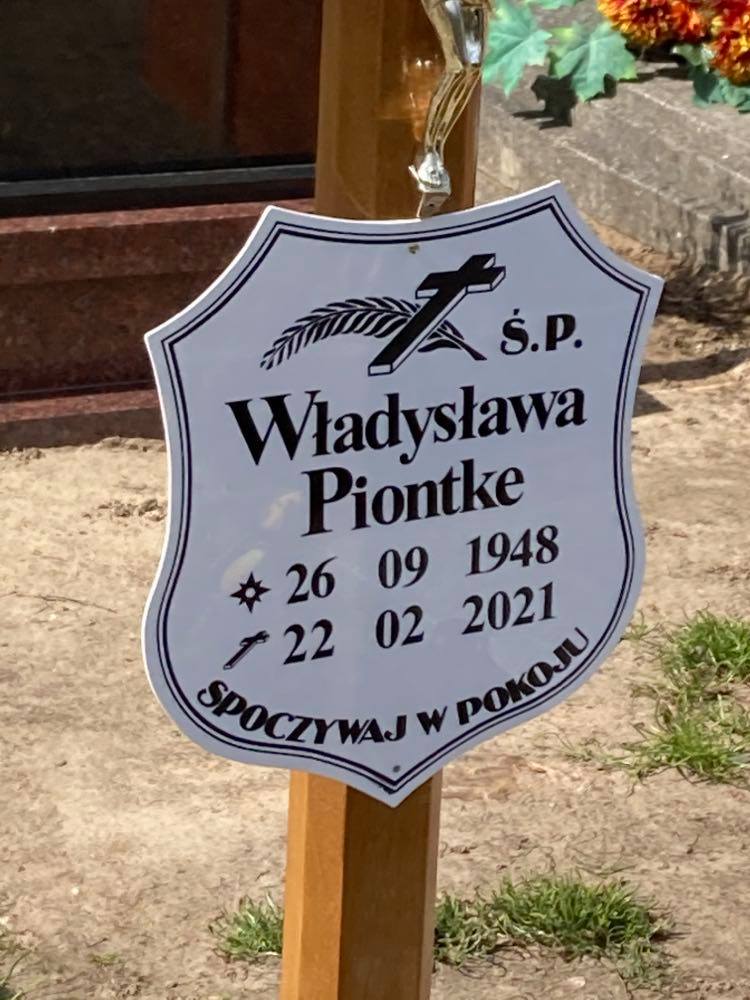 Ś.P.
Władysława
Piontke
26 09 1948
22 02 2021
SPOCZYWAJ W POKOJU